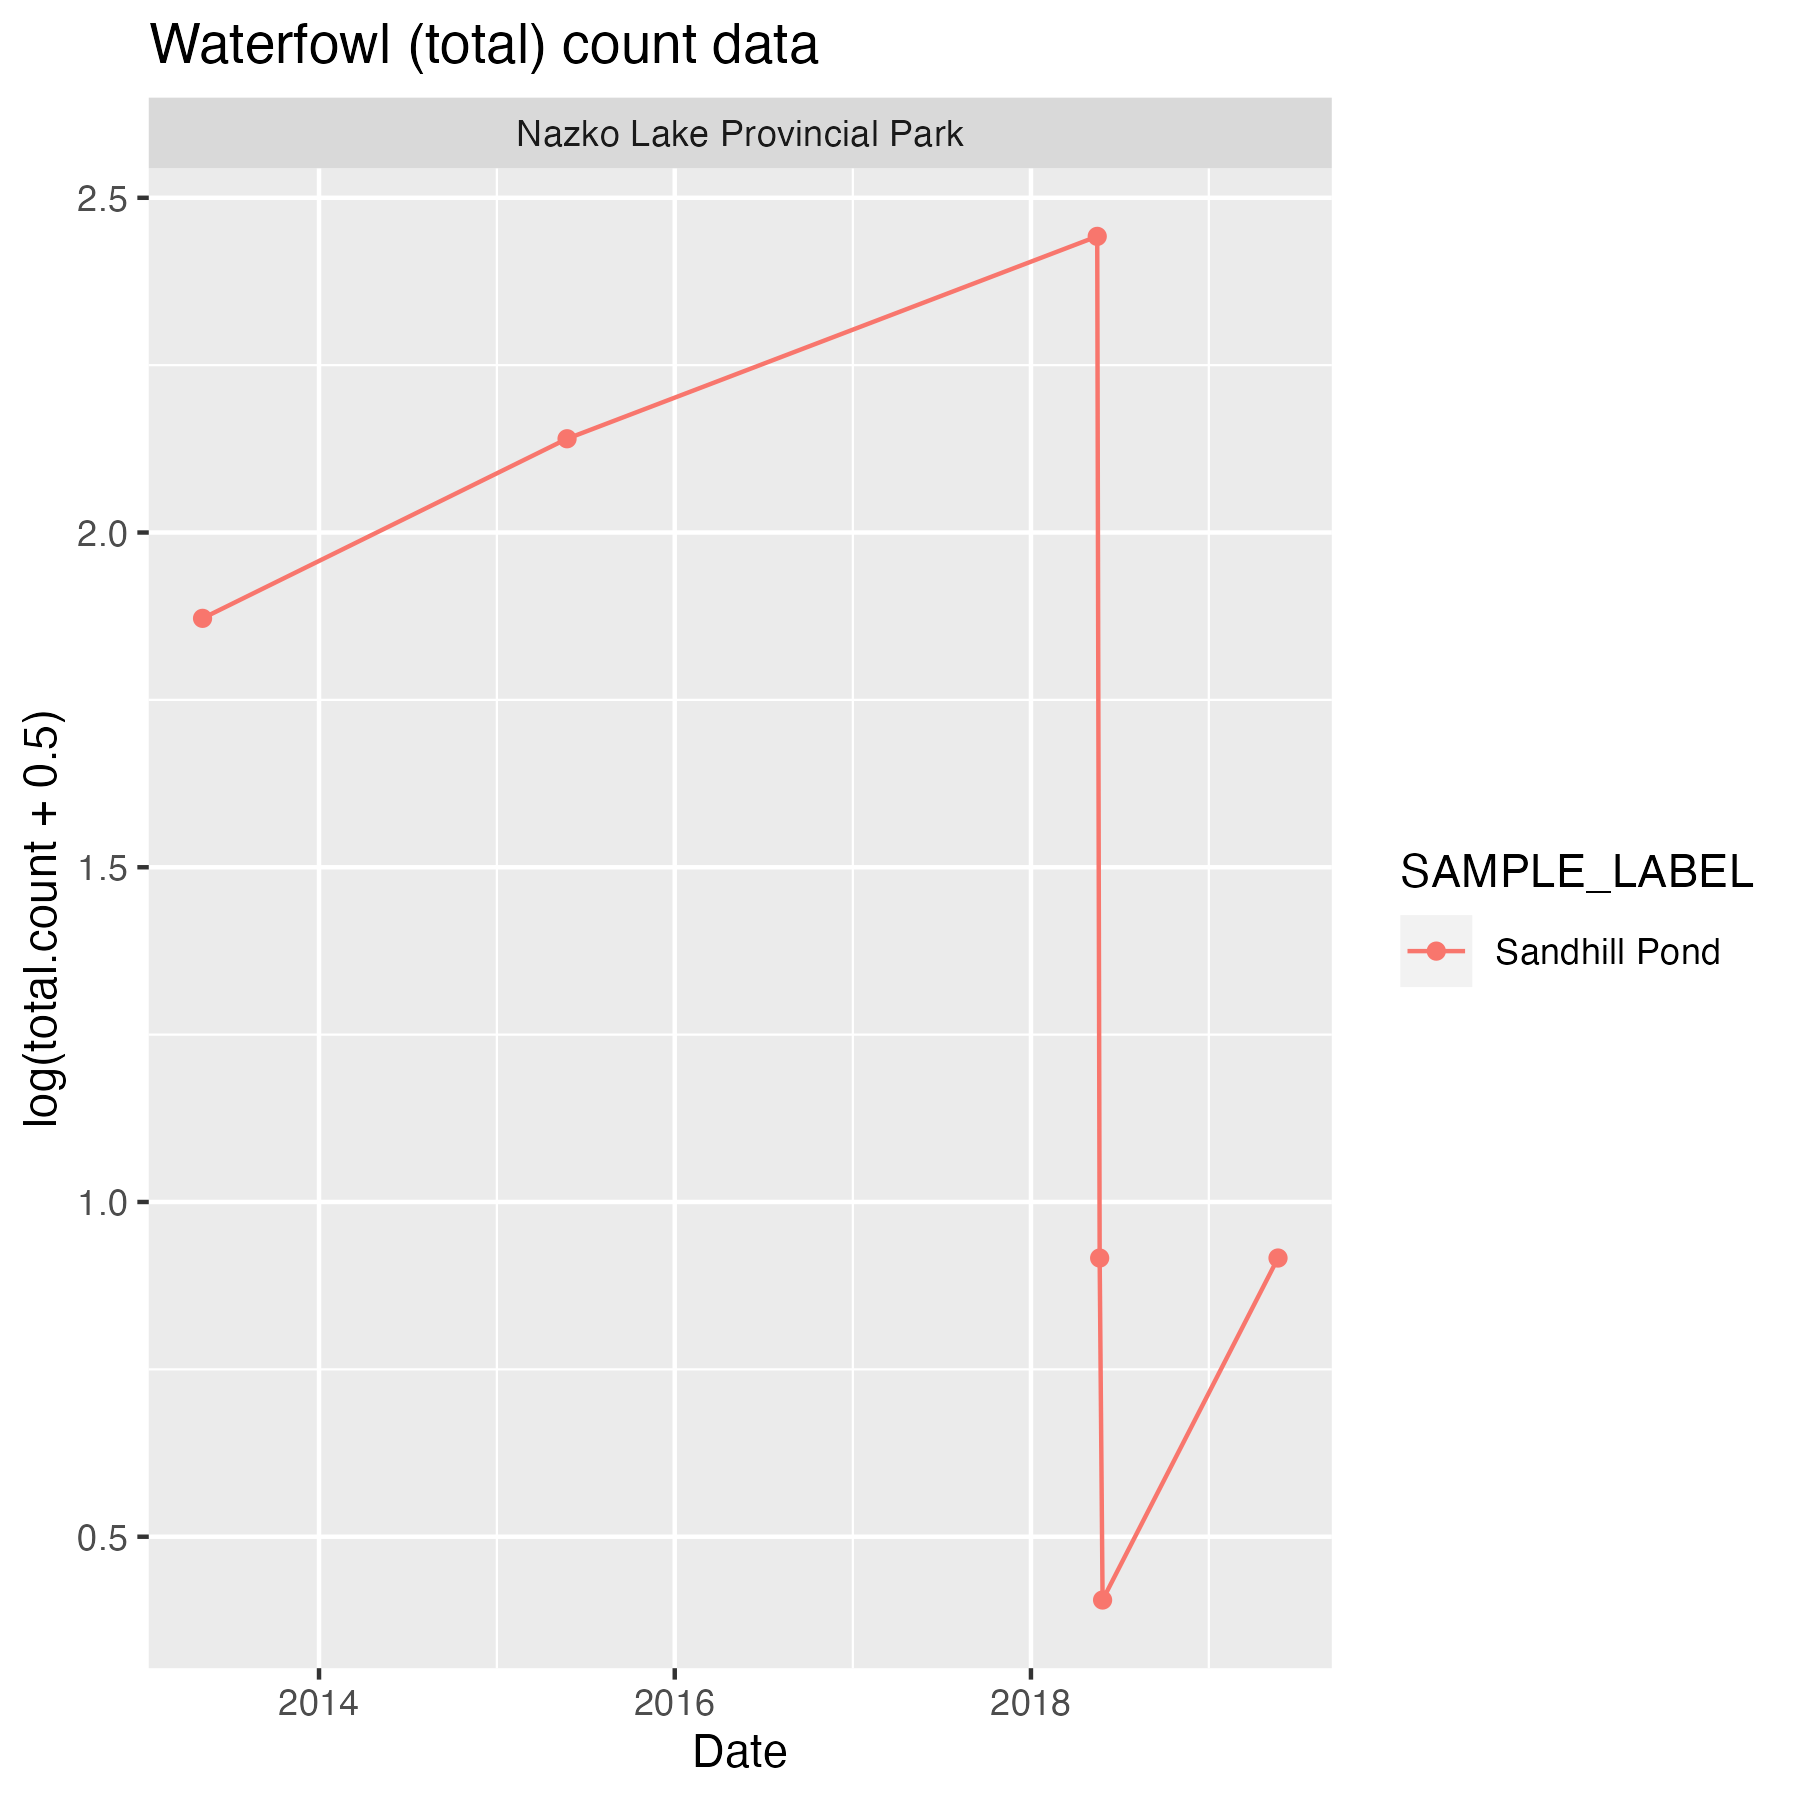 Waterfowl (total) count data
Nazko Lake Provincial Park
2.5
2.0
1.5
1.0
0.5
log(total.count + 0.5)
2014
2016
2018
Date
SAMPLE_LABEL
Sandhill Pond